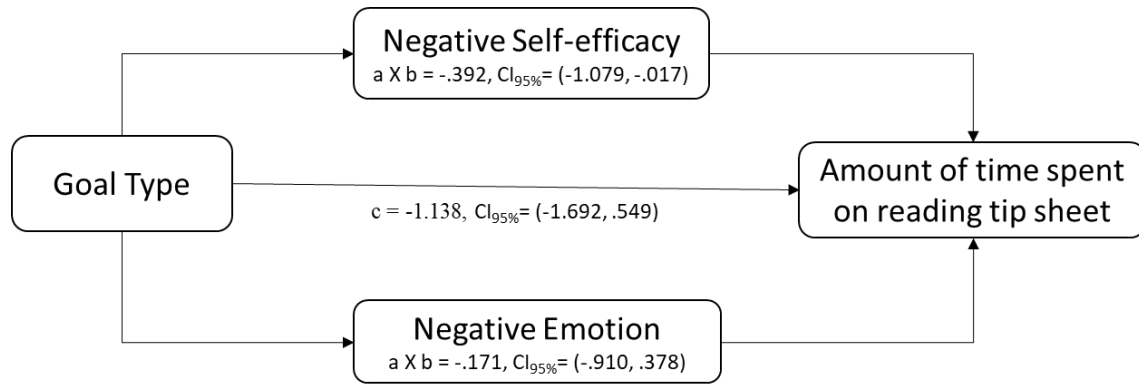 Negative Self-efficacy
a X b = -.392, CI95%= (-1.079, -.017)
Goal Type
Amount of time spent
on reading tip sheet
c = -1.138, CI95%= (-1.692, .549)
Negative Emotion
a X b = -.171, CI95%= (-.910, .378)